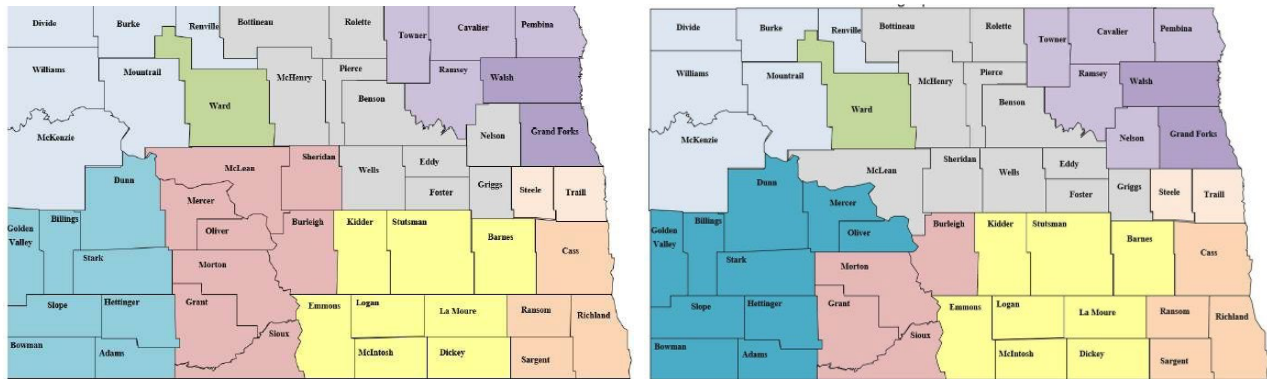 Divide
Burke
Renville
Bottineau
Rolette
Towner
Cavalier
Pembina
Williams
Mountrail
Ward
McHenry
Pierce
Benson
Ramsey
Walsh
McKenzie
Nelson
Grand Forks
Dunn
McLean
Sheridan
Wells
Eddy
Foster
Griggs
Steele
Traill
Mercer
Oliver
Golden
Valley
Billings
Stark
Burleigh
Kidder
Stutsman
Barnes
Cass
Morton
Slope
Hettinger
Grant
Sioux
Emmons
Logan
La Moure
Ransom
Richland
Bowman
Adams
McIntosh
Dickey
Sargent
Divide
Burke
Renville
Bottineau
Rolette
Towner
Cavalier
Pembina
Williams
Mountrail
Ward
McHenry
Pierce
Benson
Ramsey
Walsh
McKenzie
Nelson
Grand Forks
Dunn
McLean
Sheridan
Wells
Eddy
Foster
Griggs
Steele
Traill
Mercer
Oliver
Golden
Valley
Billings
Stark
Burleigh
Kidder
Stutsman
Barnes
Cass
Morton
Slope
Hettinger
Grant
Sioux
Emmons
Logan
La Moure
Ransom
Richland
Bowman
Adams
McIntosh
Dickey
Sargent